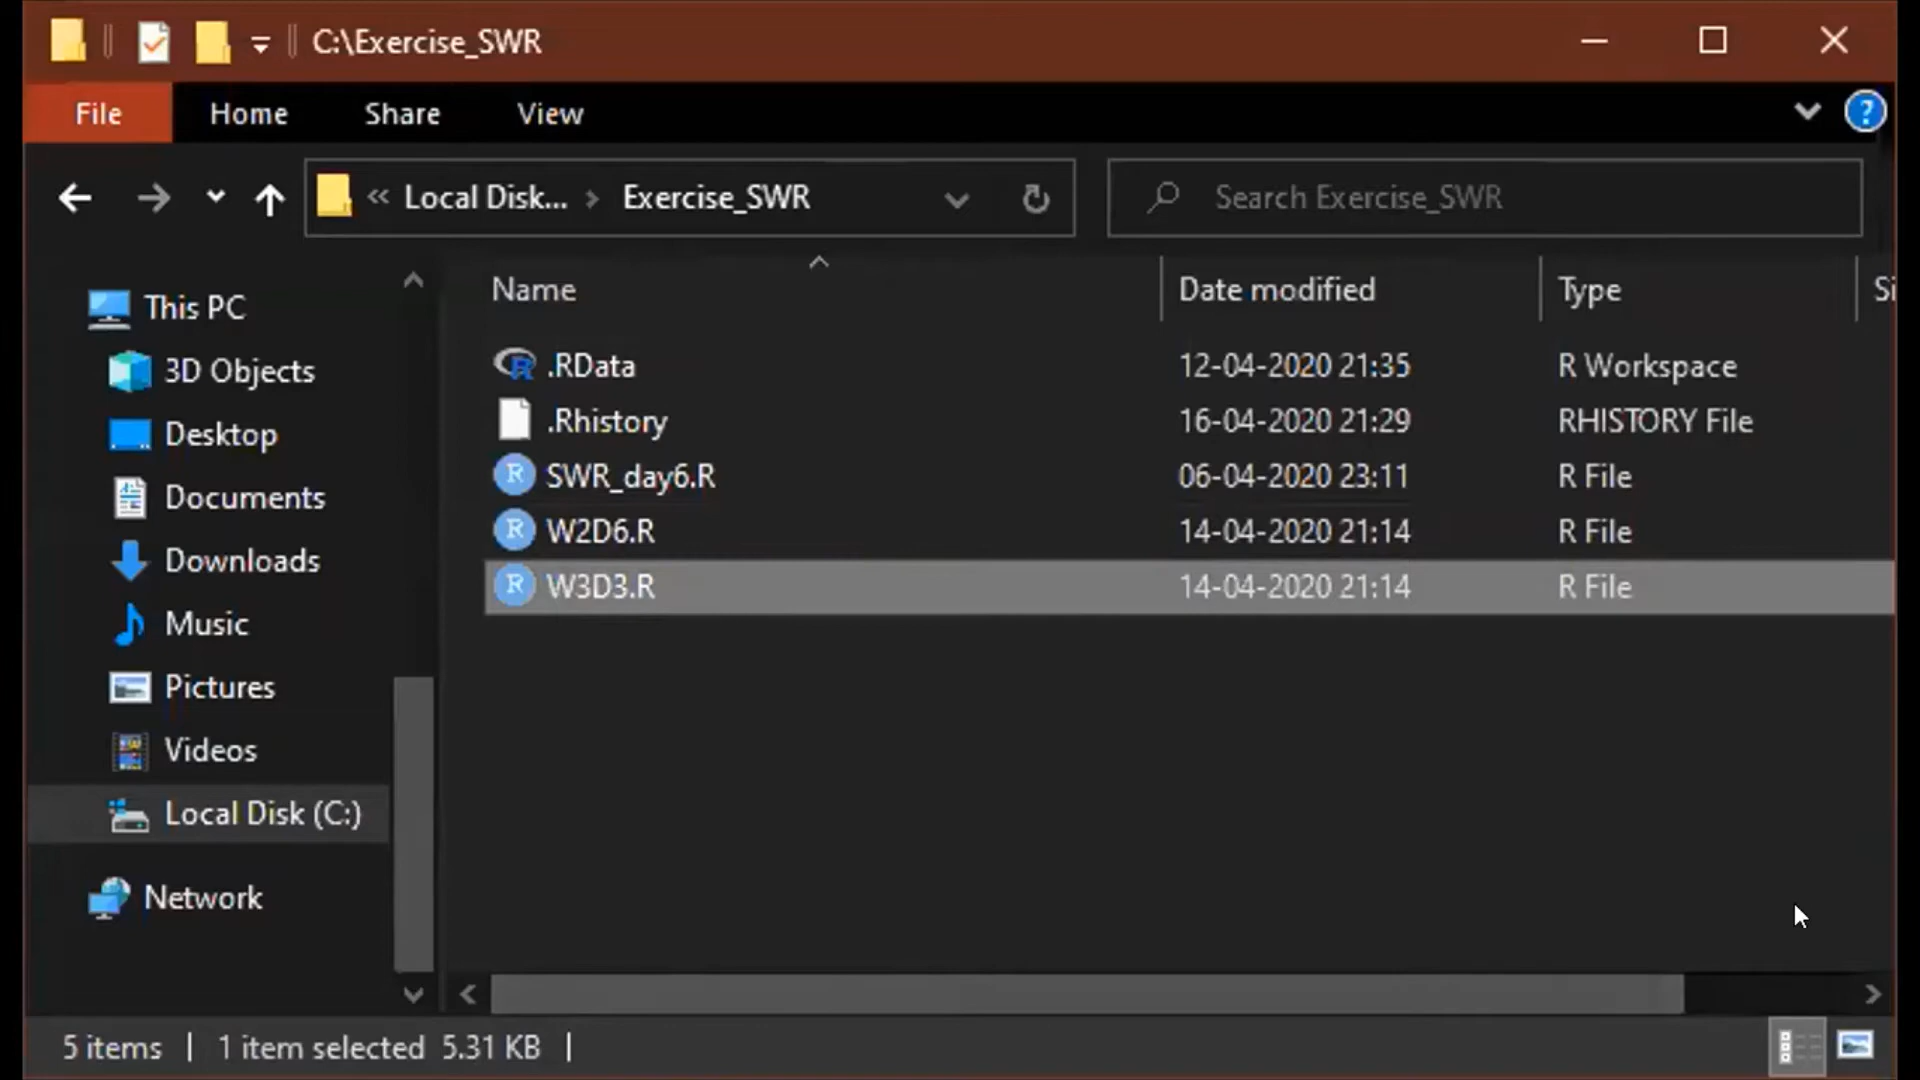 C:\Exercise_SWR
File Home Share View
?
« Local Disk... > Exercise_SWR Search Exercise_SWR
Name Date modified Type Si
This PC
3D Objects
Desktop
Documents
Downloads
Music
Pictures
Videos
Local Disk (C:)
Network
.RData 12-04-2020 21:35 R Workspace
.Rhistory 16-04-2020 21:29 RHISTORY File
R SWR_day6.R 06-04-2020 23:11 R File
R W2D6.R 14-04-2020 21:14 R File
R W3D3.R 14-04-2020 21:14 R File
5 items | 1 item selected 5.31 KB |